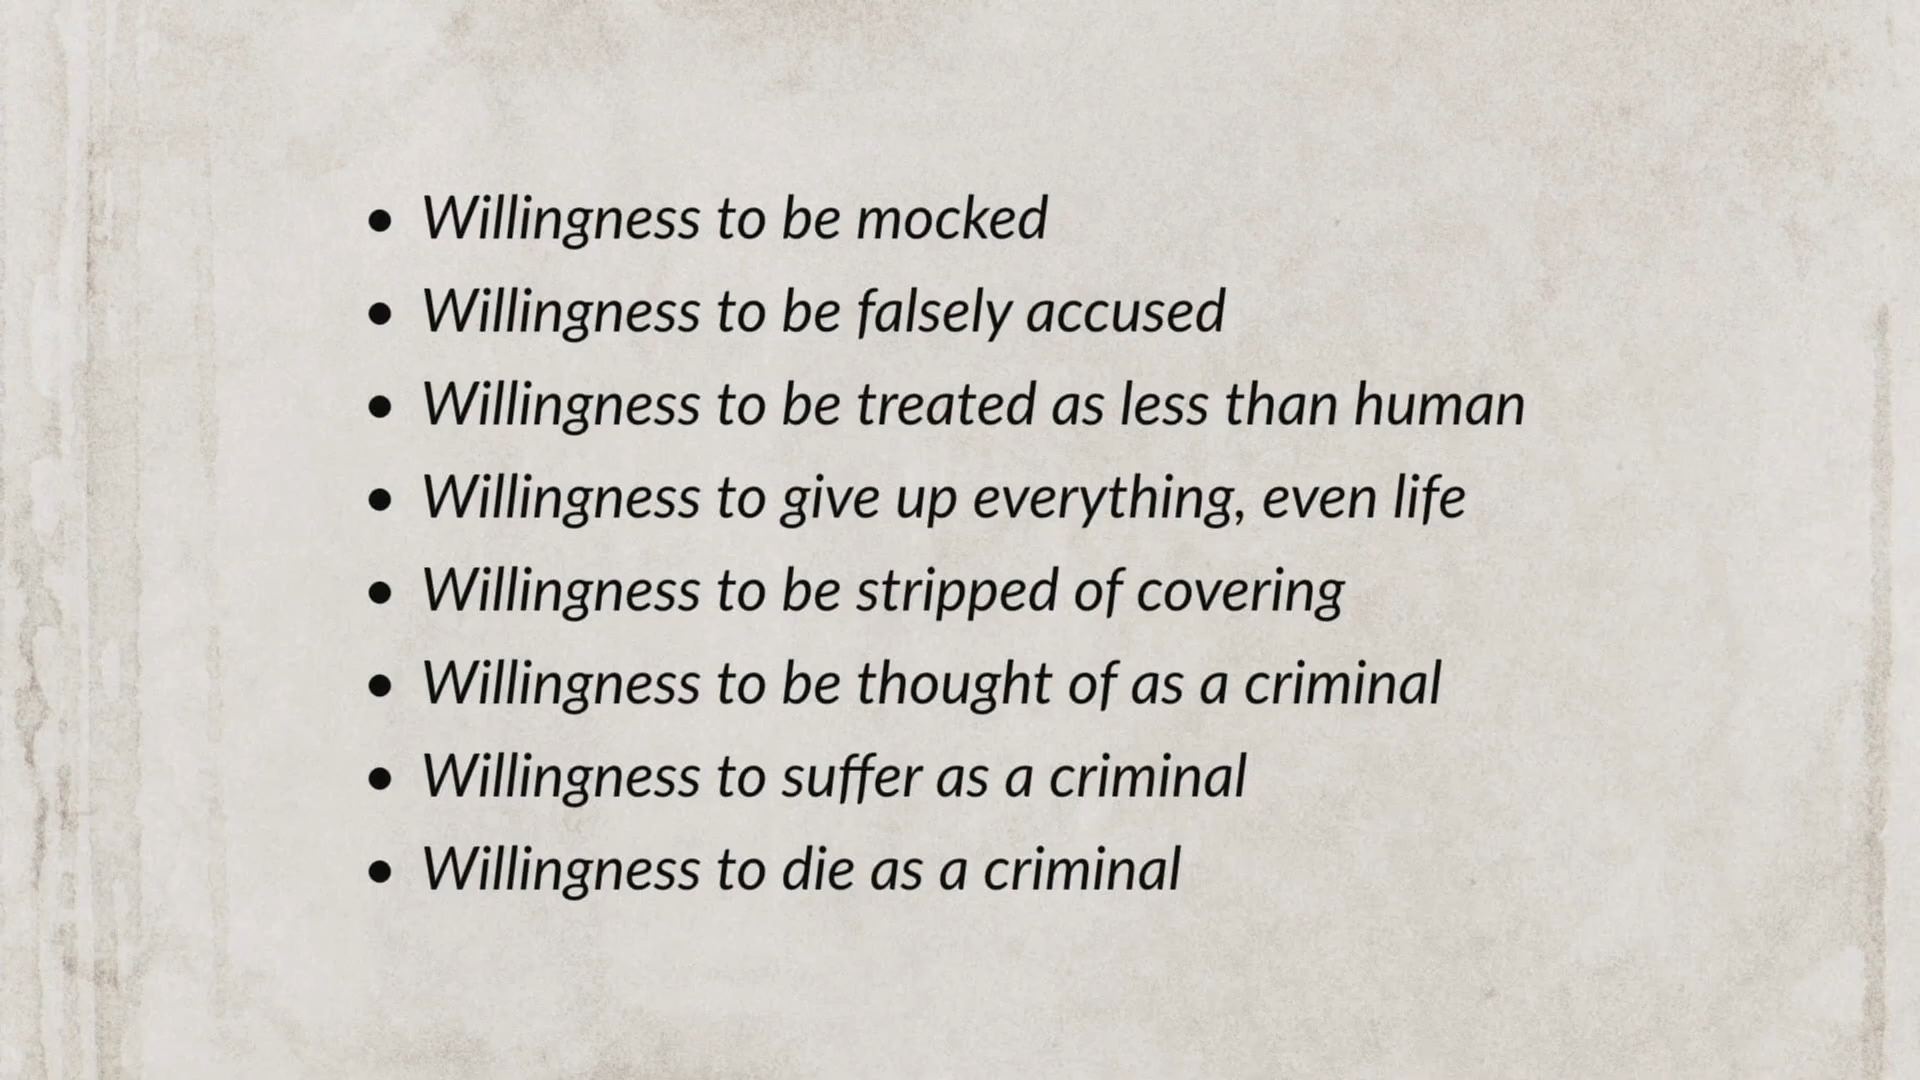 • Willingness to be mocked
• Willingness to be falsely accused
• Willingness to be treated as less than human
• Willingness to give up everything, even life
• Willingness to be stripped of covering
• Willingness to be thought of as a criminal
• Willingness to suffer as a criminal
• Willingness to die as a criminal